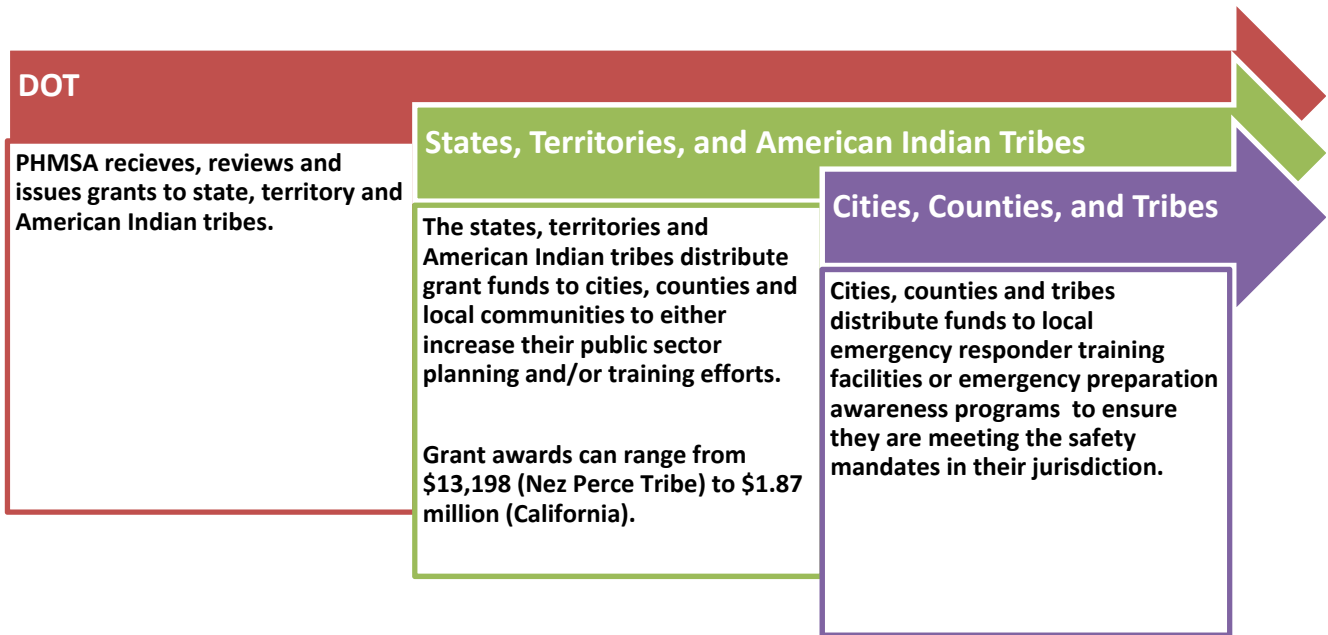 DOT
PHMSA recieves, reviews and
issues grants to state, territory and
American Indian tribes.
States, Territories, and American Indian Tribes
The states, territories and
American Indian tribes distribute
grant funds to cities, counties and
local communities to either
increase their public sector
planning and/or training efforts.
Grant awards can range from
$13,198 (Nez Perce Tribe) to $1.87
million (California).
Cities, Counties, and Tribes
Cities, counties and tribes
distribute funds to local
emergency responder training
facilities or emergency preparation
awareness programs  to ensure
they are meeting the safety
mandates in their jurisdiction.